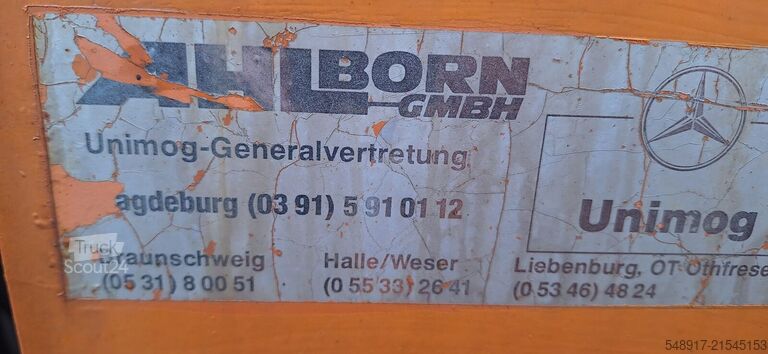 AHLBORN
GMBH
Unimog-Generalvertretung
agdeburg (03 91) 5 91 01 12
Unimog
Braunschweig
(05 31) 8 00 51
Halle/Weser
(0 55 33) 26 41
Liebenburg, OT Othfrese
(0 53 46) 48 24
Truck
Scout24
548917-21545153